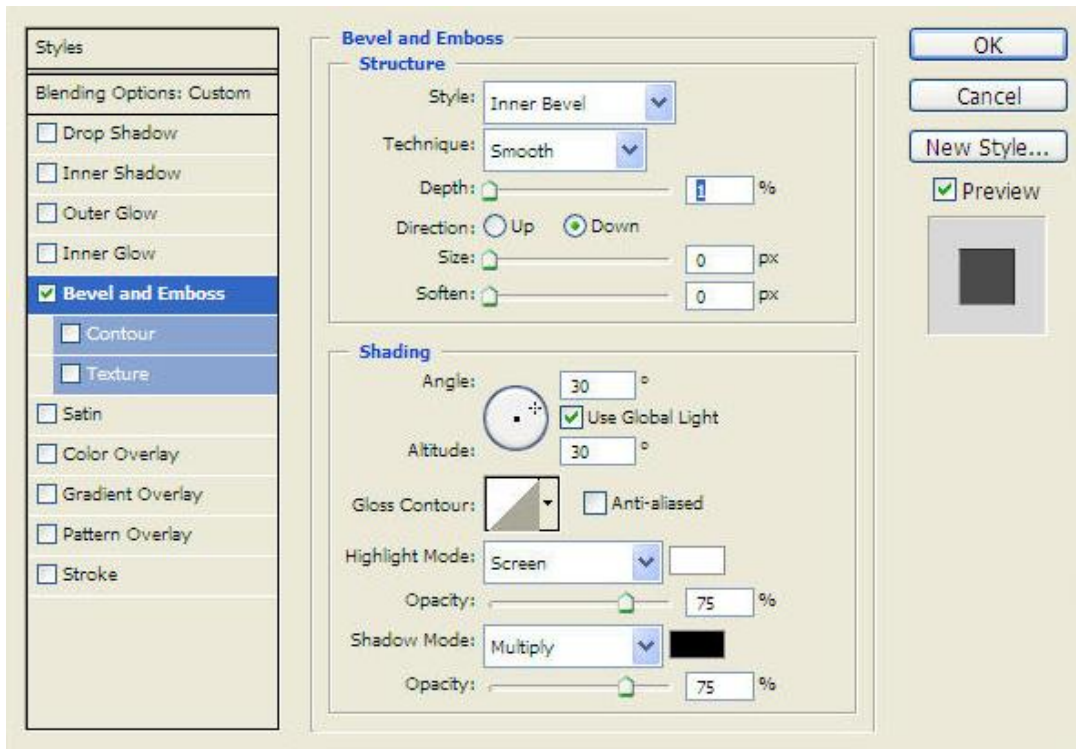 Styles
Blending Options: Custom
Drop Shadow
Inner Shadow
Outer Glow
Inner Glow
Bevel and Emboss
Contour
Texture
Satin
Color Overlay
Gradient Overlay
Pattern Overlay
Stroke
Bevel and Emboss
Structure
Style: Inner Bevel
Technique: Smooth
Depth: 1 %
Direction: Up Down
Size: 0 px
Soften: 0 px
Shading
Angle: 30 °
Use Global Light
Altitude: 30 °
Gloss Contour: Anti-aliased
Highlight Mode: Screen
Opacity: 75 %
Shadow Mode: Multiply
Opacity: 75 %
OK
Cancel
New Style...
Preview